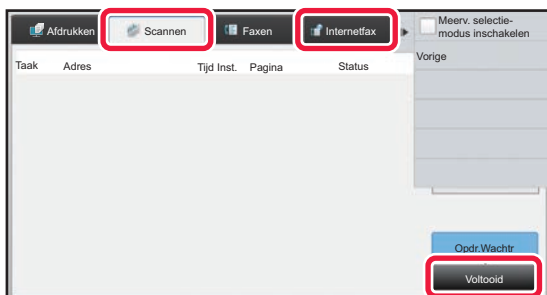 Afdrukken Scannen Faxen Internetfax
Meerv. selectie-
modus inschakelen
Vorige
Taak Adres Tijd Inst. Pagina Status
Opdr.Wachtr
Voltooid